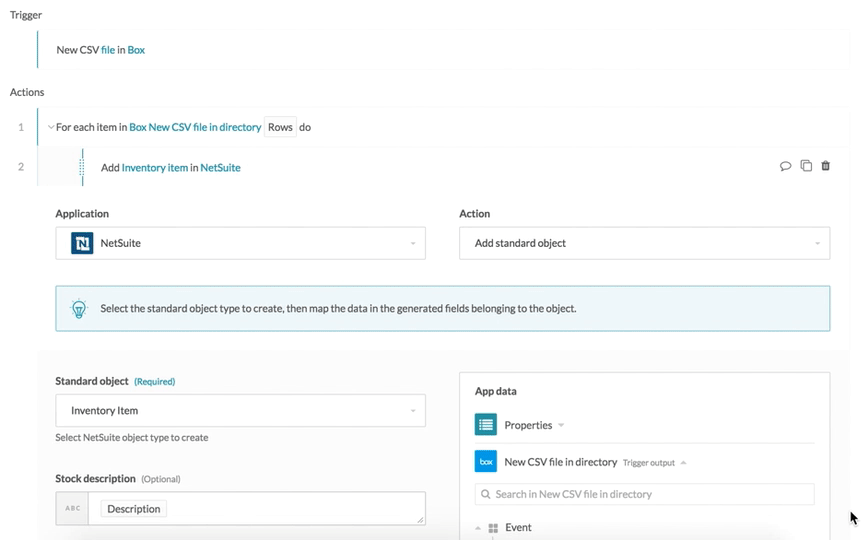 Trigger
New CSV file in Box
Actions
1 For each item in Box New CSV file in directory Rows do
2 Add Inventory item in NetSuite
Application
Action
N NetSuite
Add standard object
Select the standard object type to create, then map the data in the generated fields belonging to the object.
Standard object (Required)
Inventory Item
Select NetSuite object type to create
Stock description (Optional)
ABC Description
App data
Properties
box New CSV file in directory Trigger output
Search in New CSV file in directory
Event